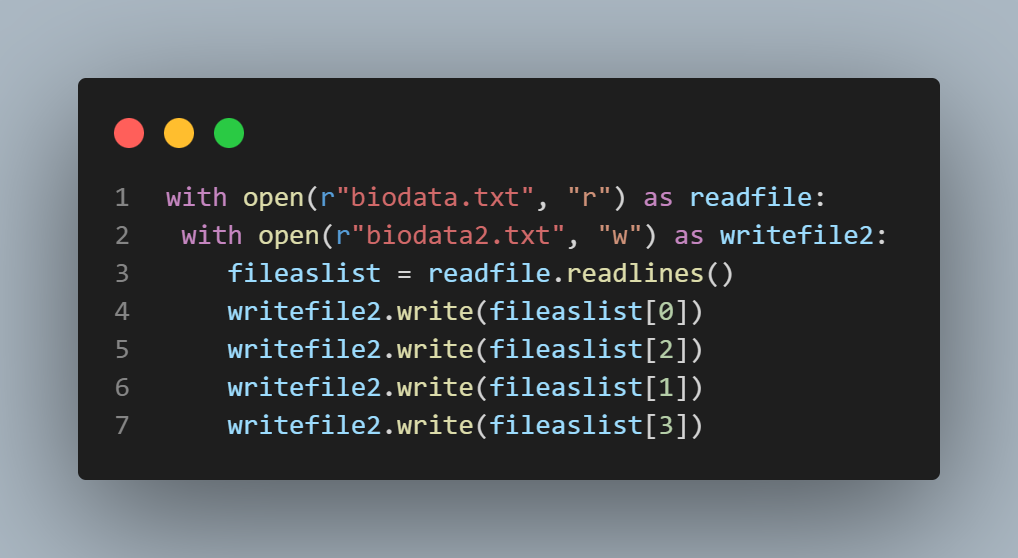 1 with open(r"biodata.txt", "r") as readfile:
2  with open(r"biodata2.txt", "w") as writefile2:
3     fileaslist = readfile.readlines()
4     writefile2.write(fileaslist[0])
5     writefile2.write(fileaslist[2])
6     writefile2.write(fileaslist[1])
7     writefile2.write(fileaslist[3])